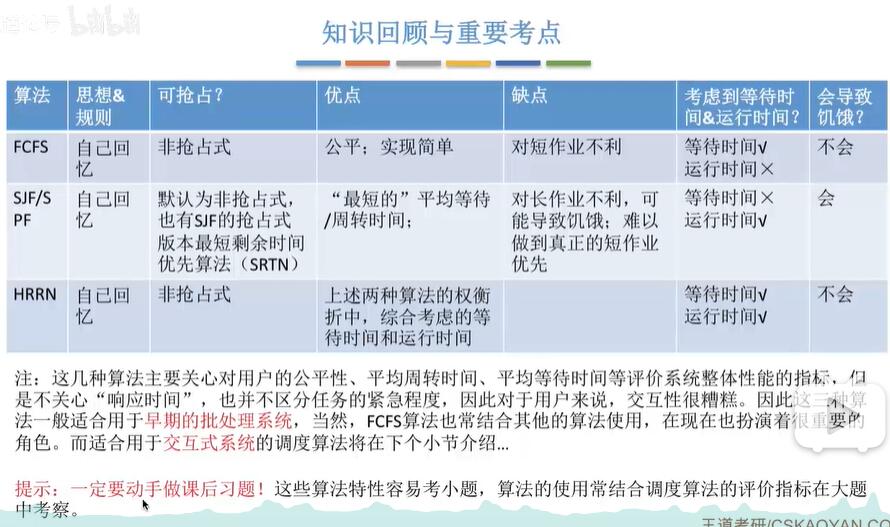 知识回顾与重要考点
算法
思想&
规则
可抢占？
优点
缺点
考虑到等待时
间&运行时间？
会导致
饥饿？
FCFS
自己回
忆
非抢占式
公平；实现简单
对短作业不利
等待时间√
运行时间×
不会
SJF/S
PF
自己回
忆
默认为非抢占式，
也有SJF的抢占式
版本最短剩余时间
优先算法（SRTN）
“最短的”平均等待
/周转时间；
对长作业不利，可
能导致饥饿；难以
做到真正的短作业
优先
等待时间×
运行时间√
会
HRRN
自己回
忆
非抢占式
上述两种算法的权衡
折中，综合考虑的等
待时间和运行时间
等待时间√
运行时间√
不会
注：这几种算法主要关心对用户的公平性、平均周转时间、平均等待时间等评价系统整体性能的指标，但
是不关心“响应时间”，也并不区分任务的紧急程度，因此对于用户来说，交互性很糟糕。因此这三种算
法一般适合用于早期的批处理系统，当然，FCFS算法也常结合其他的算法使用，在现在也扮演着很重要的
角色。而适合用于交互式系统的调度算法将在下个小节介绍...
提示：一定要动手做课后习题！这些算法特性容易考小题，算法的使用常结合调度算法的评价指标在大题
中考察。
王道考研/CSKAOYAN.CO